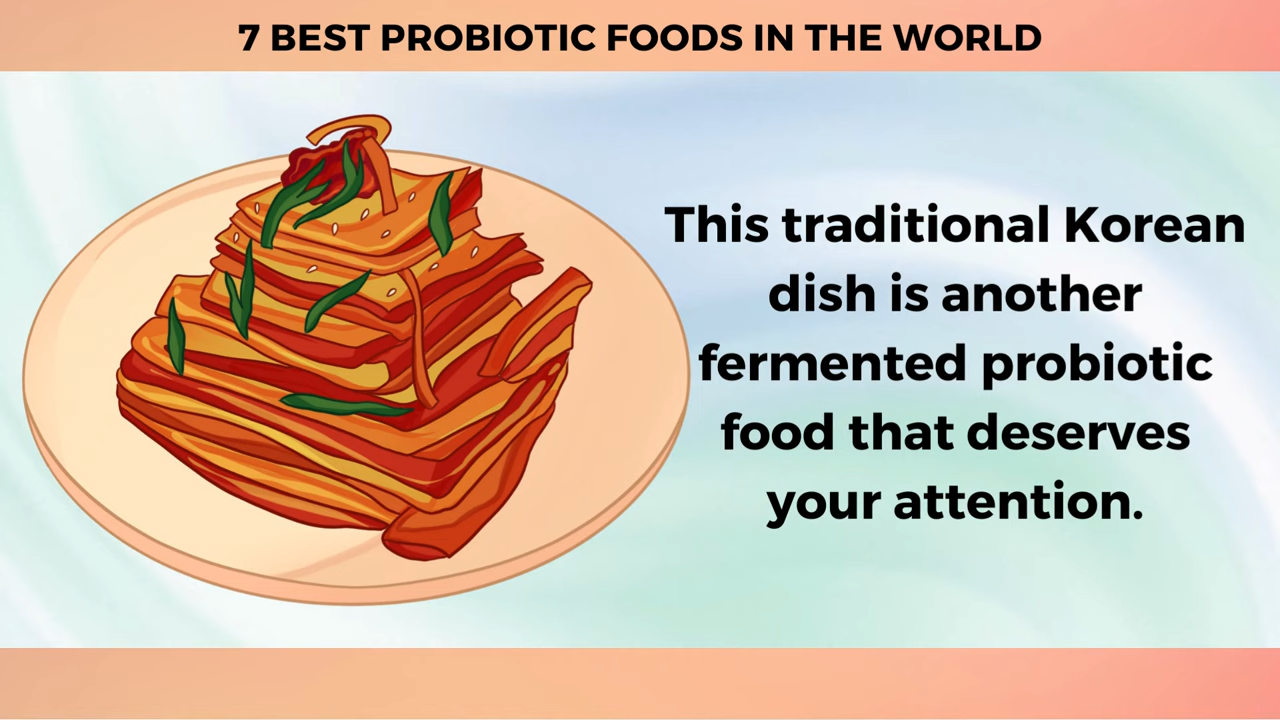 7 BEST PROBIOTIC FOODS IN THE WORLD
This traditional Korean
dish is another
fermented probiotic
food that deserves
your attention.